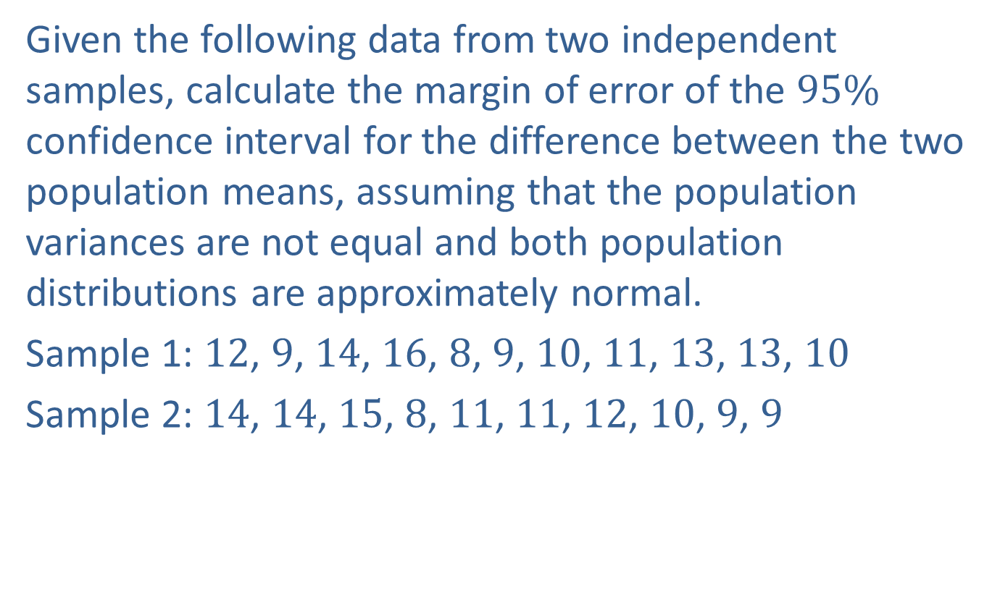 Given the following data from two independent
samples, calculate the margin of error of the 95%
confidence interval for the difference between the two
population means, assuming that the population
variances are not equal and both population
distributions are approximately normal.
Sample 1: 12, 9, 14, 16, 8, 9, 10, 11, 13, 13, 10
Sample 2: 14, 14, 15, 8, 11, 11, 12, 10, 9, 9